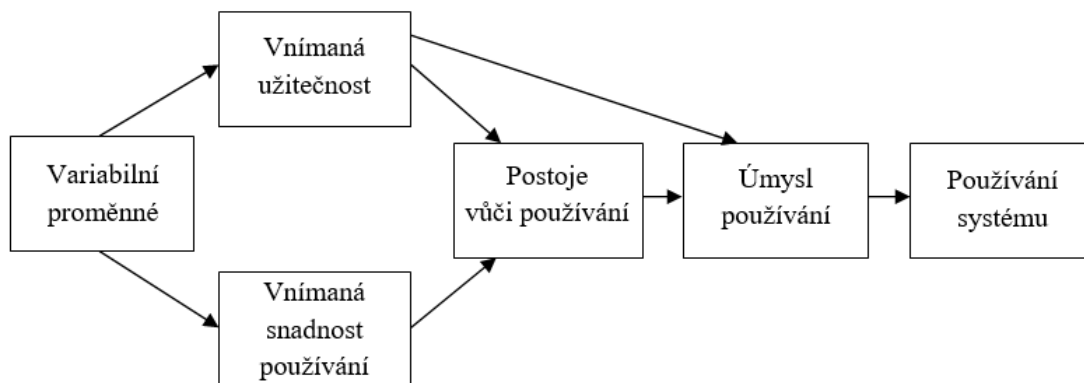 Vnímaná
užitečnost
Variabilní
proměnné
Postoje
vůči používání
Úmysl
používání
Používání
systému
Vnímaná
snadnost
používání